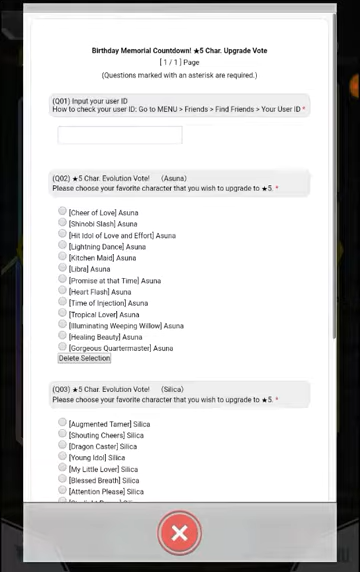 Birthday Memorial Countdown! ★5 Char. Upgrade Vote
[ 1 / 1 ] Page
(Questions marked with an asterisk are required.)
(Q01) Input your user ID
How to check your user ID: Go to MENU > Friends > Find Friends > Your User ID *
(Q02) ★5 Char. Evolution Vote! (Asuna)
Please choose your favorite character that you wish to upgrade to ★5. *
[Cheer of Love] Asuna
[Shinobi Slash] Asuna
[Hit Idol of Love and Effort] Asuna
[Lightning Dance] Asuna
[Kitchen Maid] Asuna
[Libra] Asuna
[Promise at that Time] Asuna
[Heart Flash] Asuna
[Time of Injection] Asuna
[Tropical Lover] Asuna
[Illuminating Weeping Willow] Asuna
[Healing Beauty] Asuna
[Gorgeous Quartermaster] Asuna
Delete Selection
(Q03) ★5 Char. Evolution Vote! (Silica)
Please choose your favorite character that you wish to upgrade to ★5. *
[Augmented Tamer] Silica
[Shouting Cheers] Silica
[Dragon Caster] Silica
[Young Idol] Silica
[My Little Lover] Silica
[Blessed Breath] Silica
[Attention Please] Silica